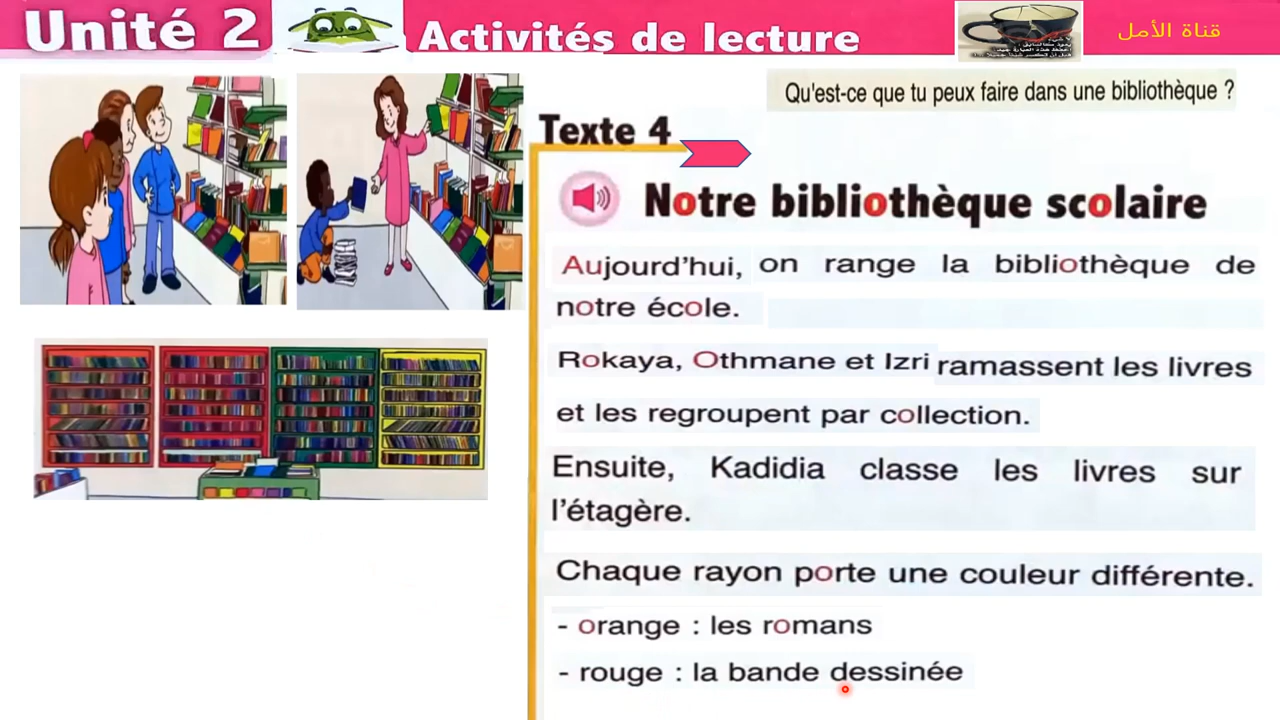 Unité 2
Activités de lecture
قناة الأمل
Qu'est-ce que tu peux faire dans une bibliothèque ?
Texte 4
Notre bibliothèque scolaire
Aujourd'hui, on range la bibliothèque de
notre école.
Rokaya, Othmane et Izri ramassent les livres
et les regroupent par collection.
Ensuite, Kadidia classe les livres sur
l'étagère.
Chaque rayon porte une couleur différente.
- orange : les romans
- rouge : la bande dessinée